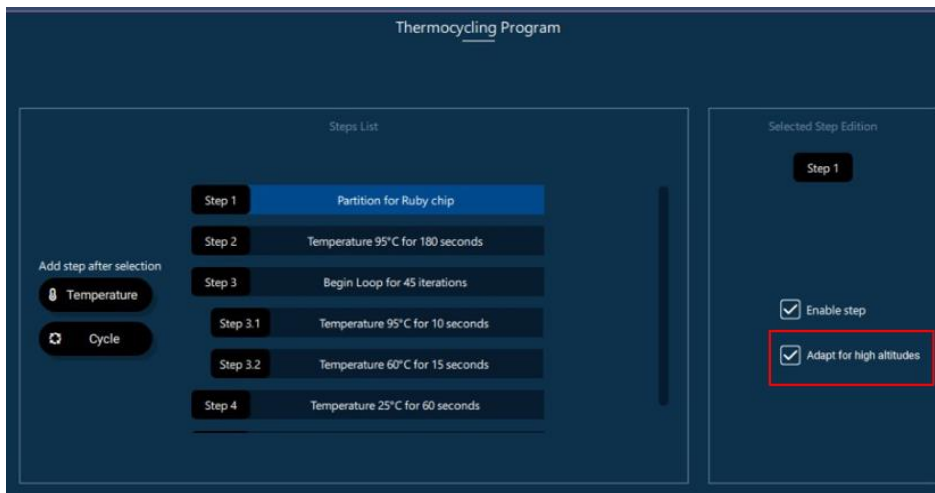 Thermocycling Program
Steps List
Step 1 Partition for Ruby chip
Step 2 Temperature 95°C for 180 seconds
Step 3 Begin Loop for 45 iterations
Step 3.1 Temperature 95°C for 10 seconds
Step 3.2 Temperature 60°C for 15 seconds
Step 4 Temperature 25°C for 60 seconds
Add step after selection
Temperature
Cycle
Selected Step Edition
Step 1
Enable step
Adapt for high altitudes